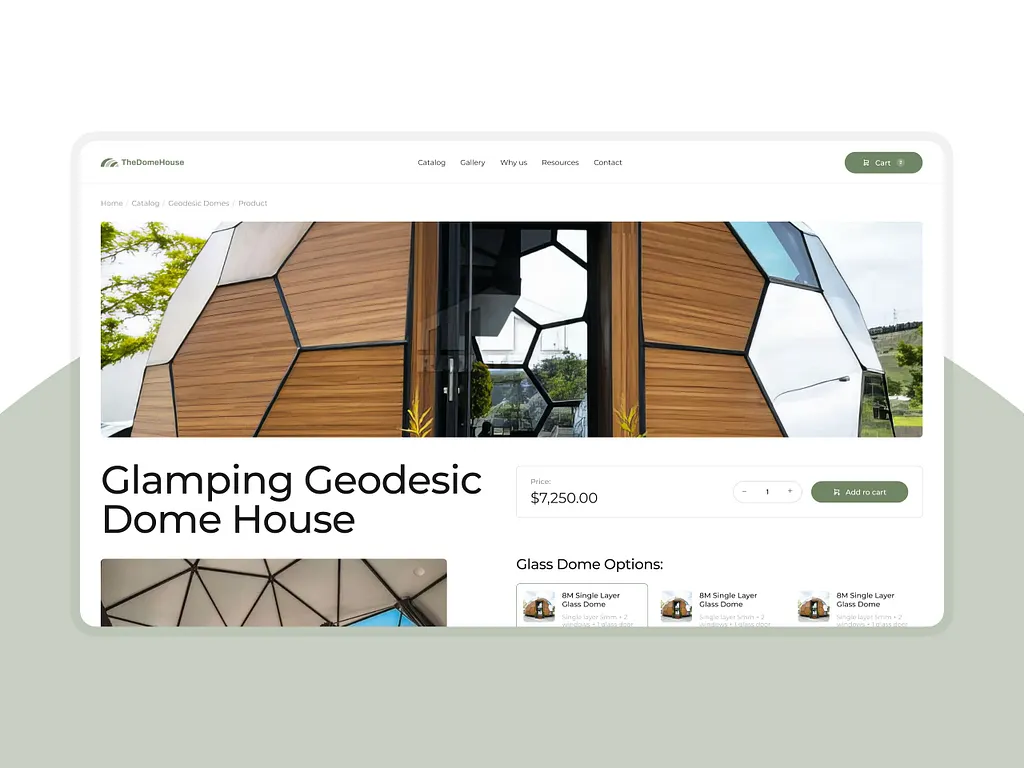 TheDomeHouse
Catalog
Gallery
Why us
Resources
Contact
Cart
Home / Catalog / Geodesic Domes / Product
Glamping Geodesic
Dome House
Price:
$7,250.00
− 1 +
Add ro cart
Glass Dome Options:
8M Single Layer
Glass Dome
Single layer 5mm + 2
windows + 1 glass door
8M Single Layer
Glass Dome
Single layer 5mm + 2
windows + 1 glass door
8M Single Layer
Glass Dome
Single layer 5mm + 2
windows + 1 glass door